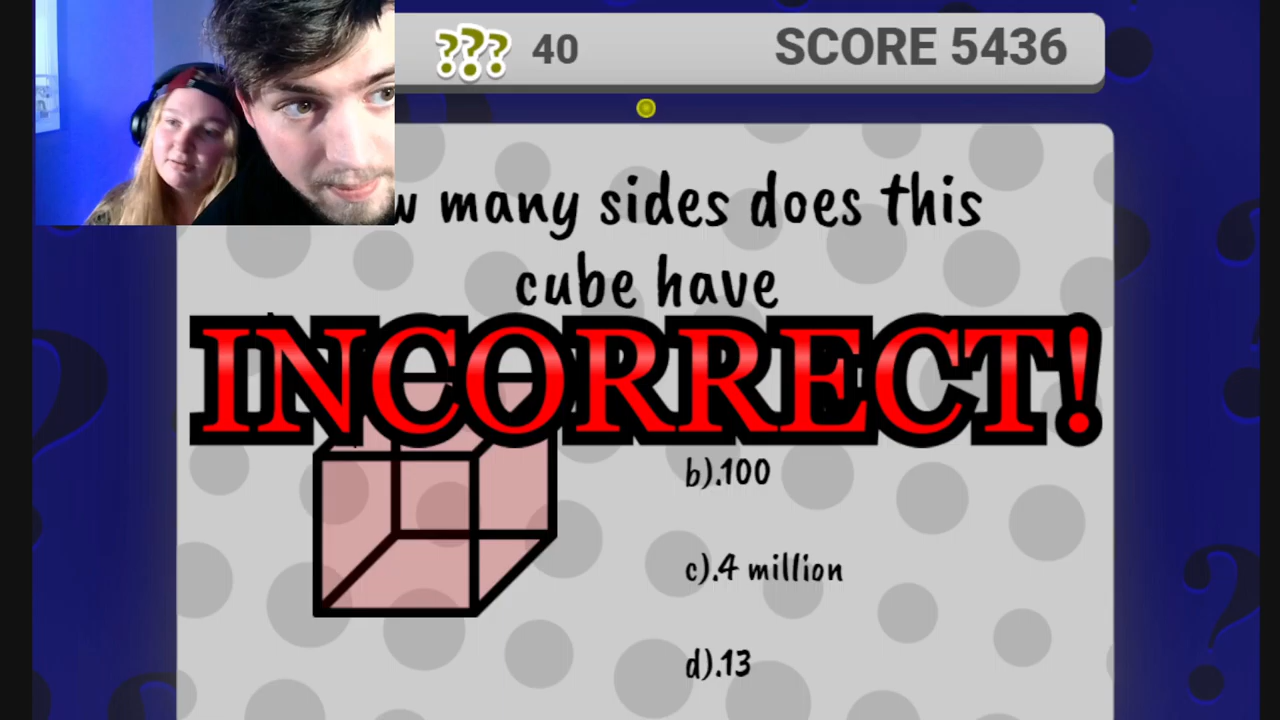 ??? 40 SCORE 5436
many sides does this
cube have
INCORRECT!
b).100
c).4 million
d).13